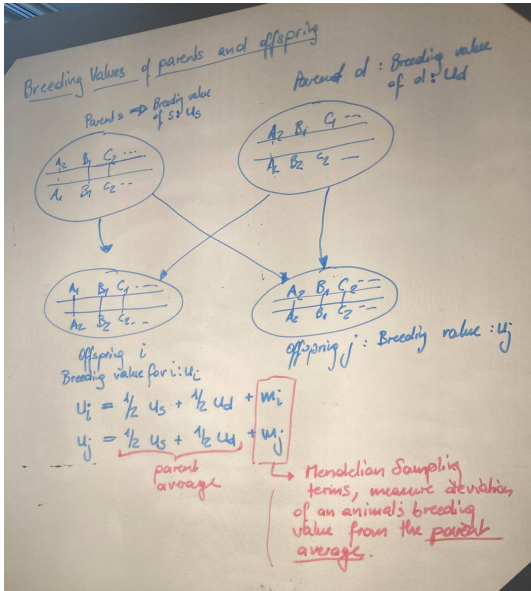 Breeding Values of parents and offspring
Parent s => Breeding value
of s: us
Parent d : Breeding value
of d: ud
A2 B1 C2 ...
A1 B1 C2 ...
A2 B1 C1 ...
A1 B2 C2 ...
A1 B1 C1 ...
A2 B2 C2 ...
A2 B1 C2 ...
A2 B1 C2 ...
Offspring i
Breeding value for i: ui
Offspring j : Breeding value : uj
ui = 1/2 us + 1/2 ud + mi
uj = 1/2 us + 1/2 ud + mj
parent
average
Mendelian Sampling
terms, measure deviation
of an animal's breeding
value from the parent
average.